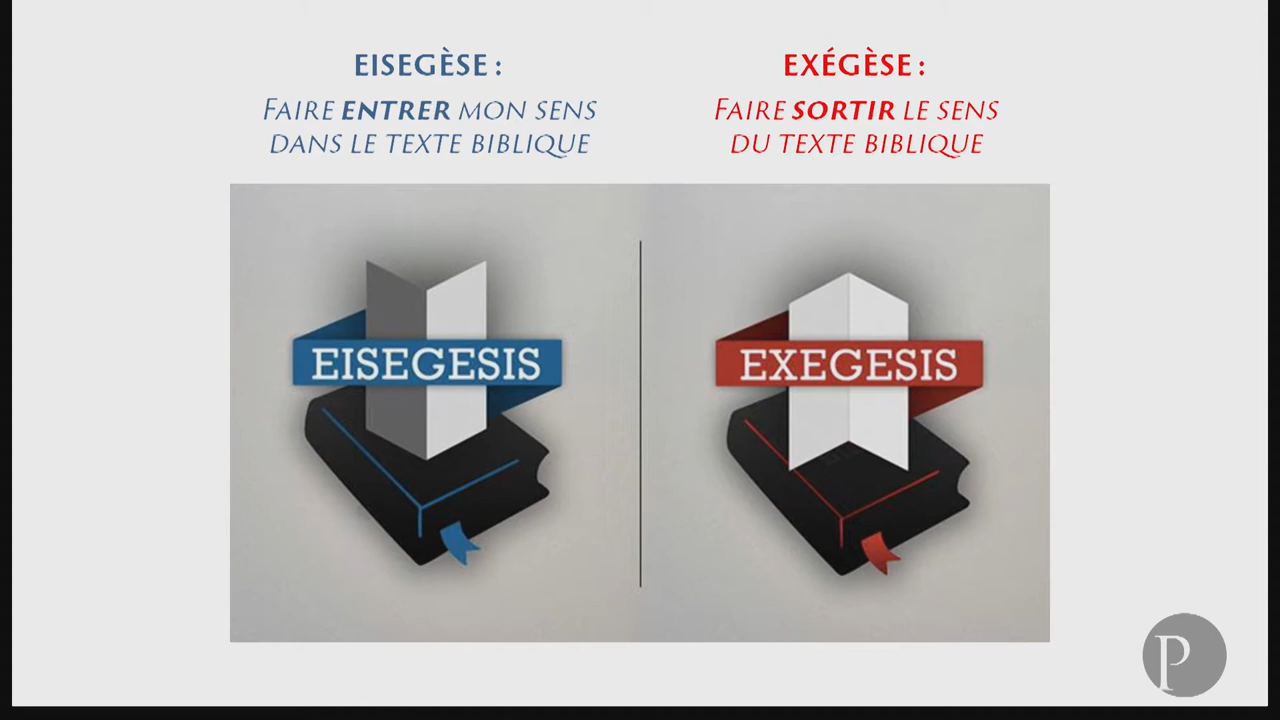 EISEGÈSE :
FAIRE ENTRER MON SENS
DANS LE TEXTE BIBLIQUE
EXÉGÈSE :
FAIRE SORTIR LE SENS
DU TEXTE BIBLIQUE
EISEGESIS
EXEGESIS
P